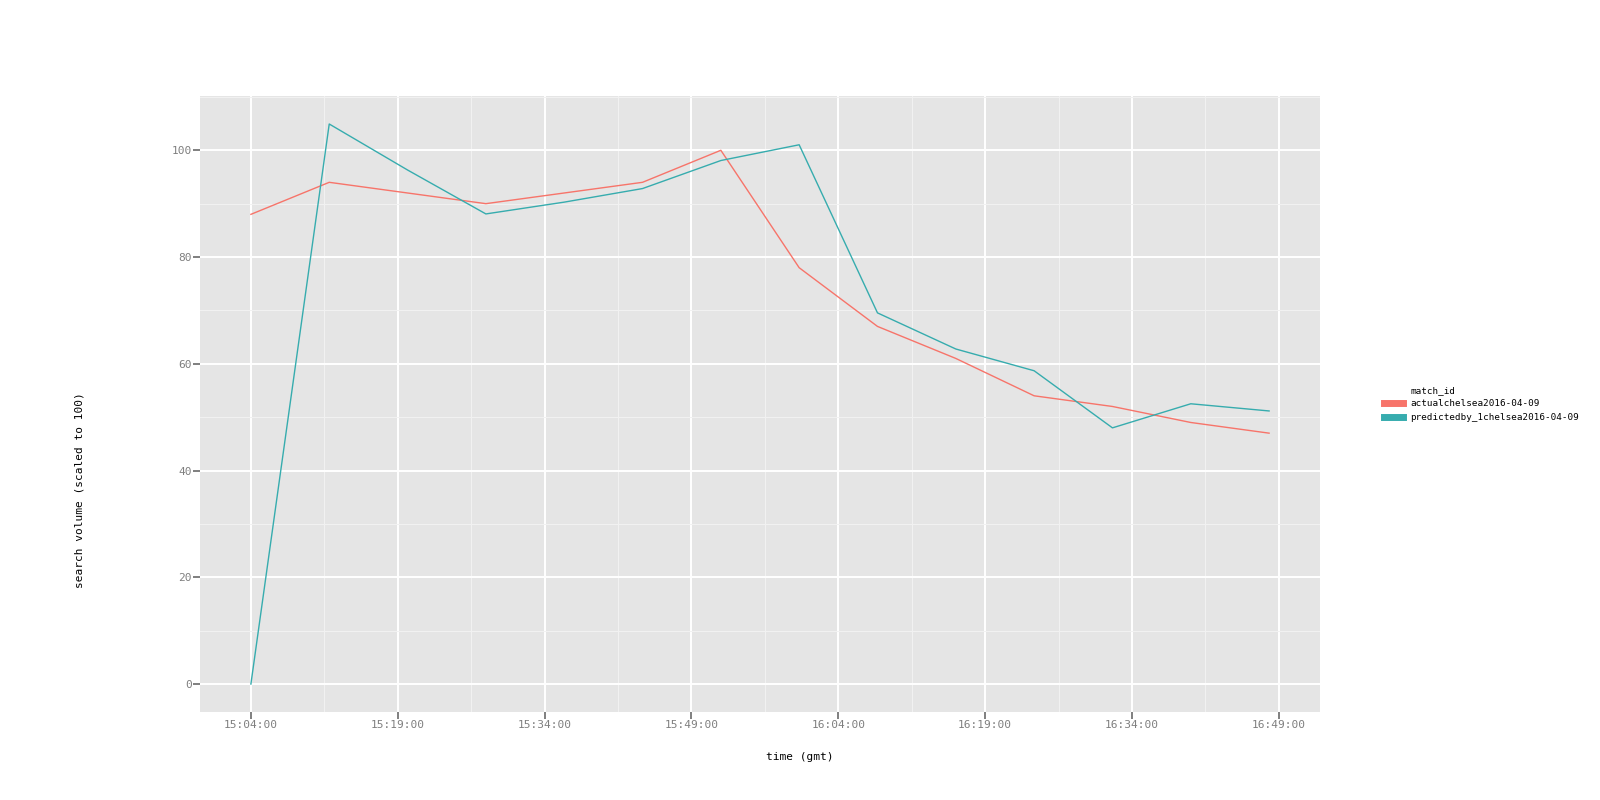 100
80
60
40
20
0
search volume (scaled to 100)
15:04:00 15:19:00 15:34:00 15:49:00 16:04:00 16:19:00 16:34:00 16:49:00
time (gmt)
match_id
actualchelsea2016-04-09
predictedby_1chelsea2016-04-09